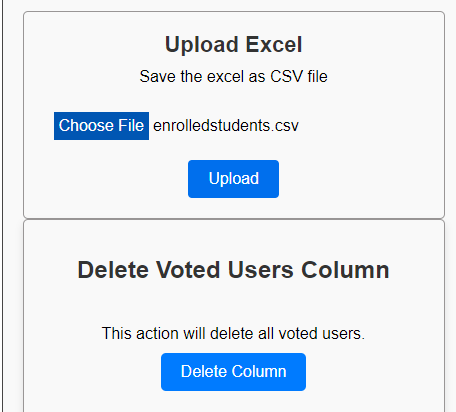 Upload Excel
Save the excel as CSV file
Choose File enrolledstudents.csv
Upload
Delete Voted Users Column
This action will delete all voted users.
Delete Column